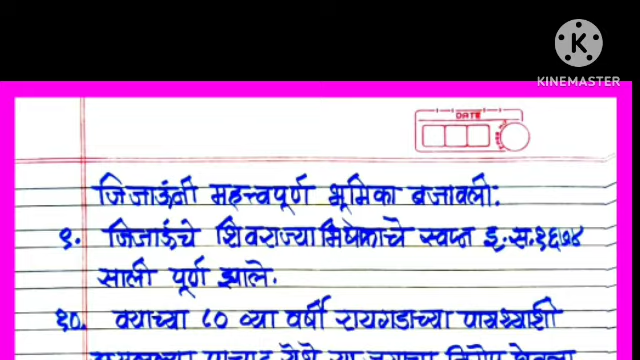 KINEMASTER
DATE
जिजाऊंनी महत्त्वपूर्ण भूमिका बजावली.
९. जिजाऊंचे शिवराज्याभिषेकाचे स्वप्न इ.स.१६७४
साली पूर्ण झाले.
१०. वयाच्या ८० व्या वर्षी रायगडाच्या पायथ्याशी